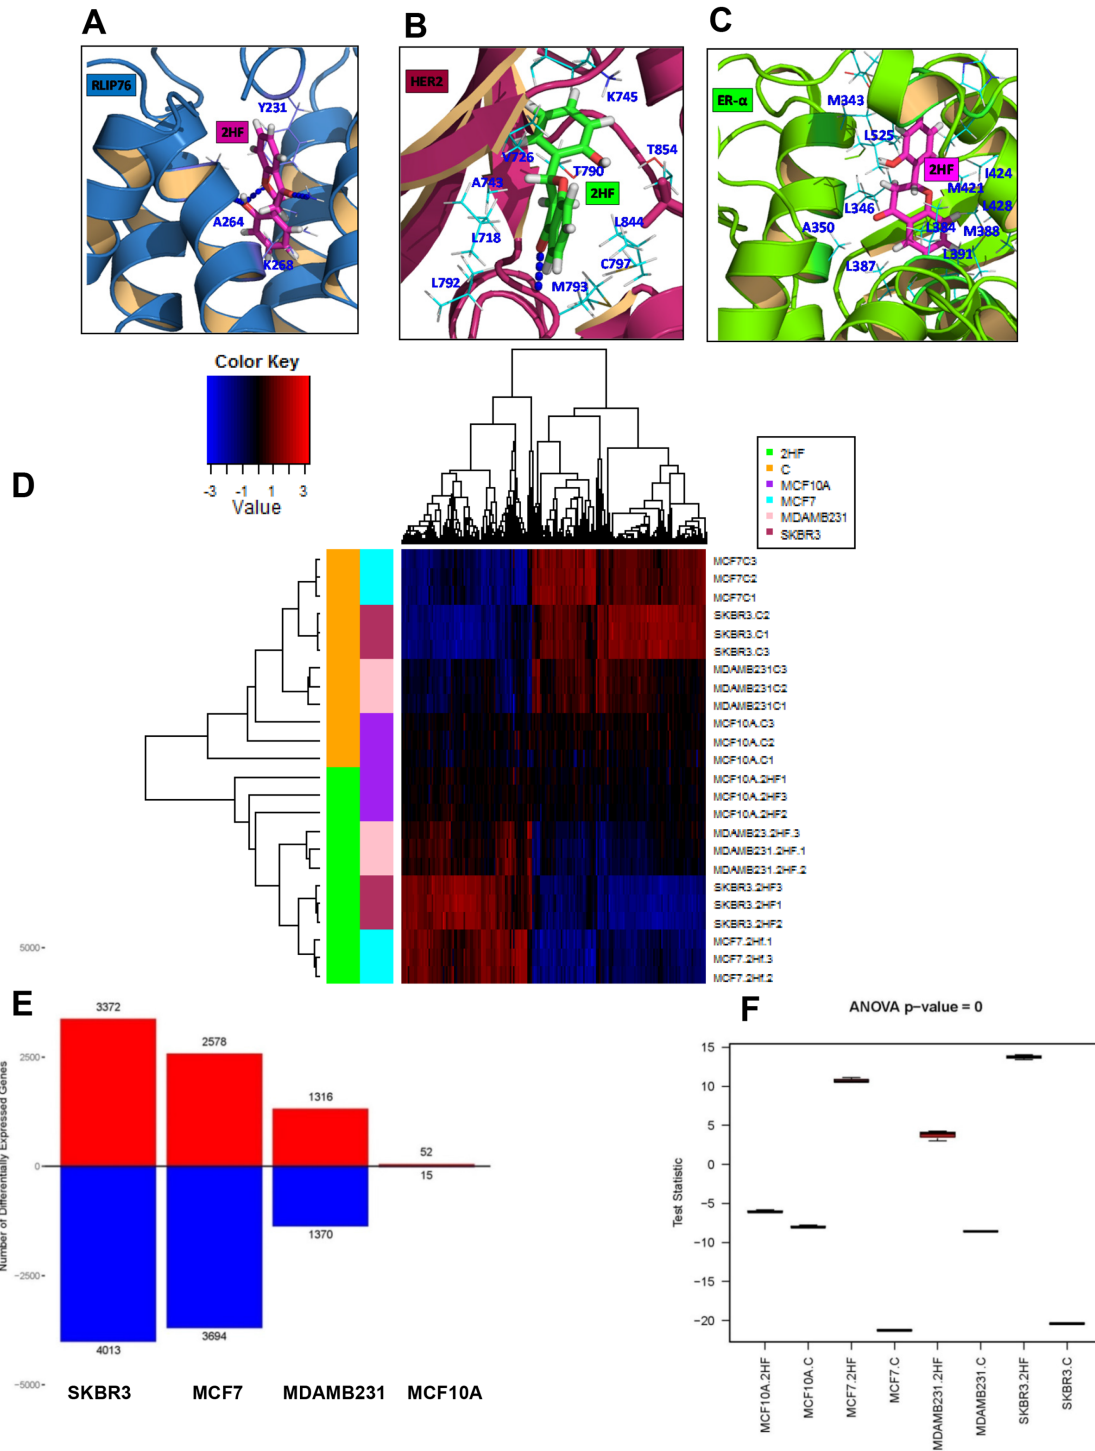 A
B
C
RLIP76
Y231
2HF
A264
K268
HER2
K745
V726
T790
T854
A743
2HF
L718
L844
L792
M793
C797
ER-α
M343
L525
2HF
I424
M421
L346
L428
A350
L384
M388
L387
L391
Color Key
-3 -1 1 3
Value
D
2HF
C
MCF10A
MCF7
MDAMB231
SKBR3
MCF7C3
MCF7C2
MCF7C1
SKBR3.C2
SKBR3.C1
SKBR3.C3
MDAMB231C3
MDAMB231C2
MDAMB231C1
MCF10A.C3
MCF10A.C2
MCF10A.C1
MCF10A.2HF1
MCF10A.2HF3
MCF10A.2HF2
MDAMB23.2HF.3
MDAMB231.2HF.1
MDAMB231.2HF.2
SKBR3.2HF3
SKBR3.2HF1
SKBR3.2HF2
MCF7.2Hf.1
MCF7.2Hf.3
MCF7.2Hf.2
E
Number of Differentially Expressed Genes
5000
2500
0
−2500
−5000
3372
2578
1316
52
15
1370
3694
4013
SKBR3 MCF7 MDAMB231 MCF10A
F
ANOVA p−value = 0
Test Statistic
15
10
5
0
−5
−10
−15
−20
MCF10A.2HF
MCF10A.C
MCF7.2HF
MCF7.C
MDAMB231.2HF
MDAMB231.C
SKBR3.2HF
SKBR3.C